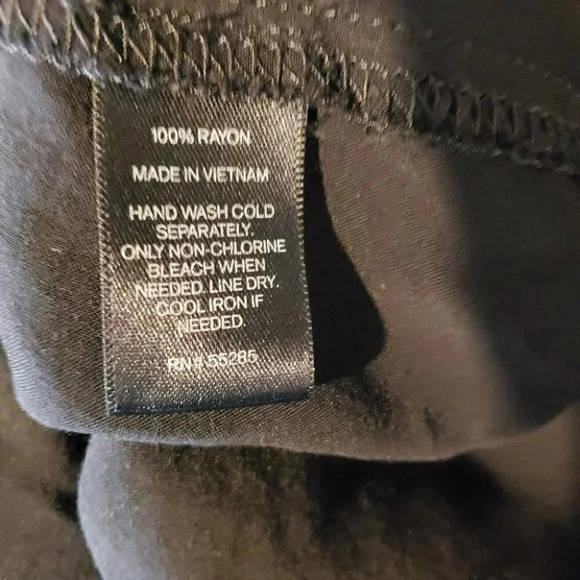 100% RAYON
MADE IN VIETNAM
HAND WASH COLD
SEPARATELY.
ONLY NON-CHLORINE
BLEACH WHEN
NEEDED. LINE DRY.
COOL IRON IF
NEEDED.
RN# 55285